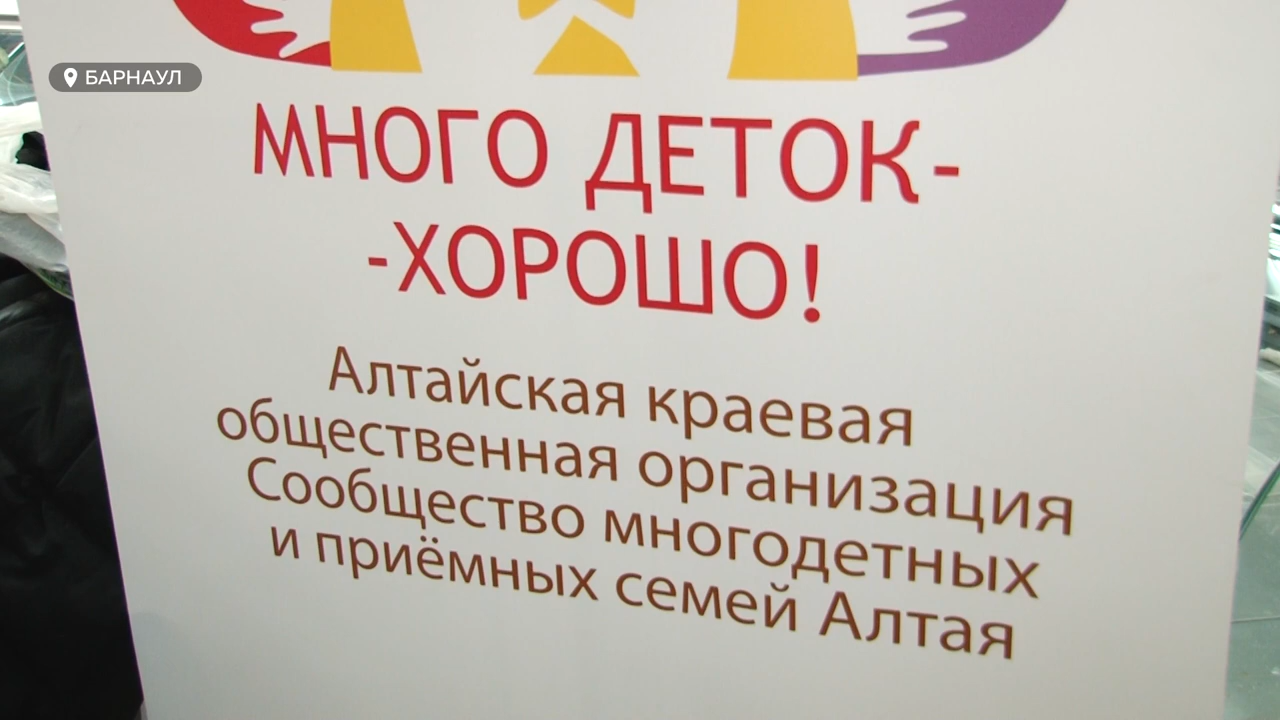 БАРНАУЛ
МНОГО ДЕТОК-
-ХОРОШО!
Алтайская краевая
общественная организация
Сообщество многодетных
и приёмных семей Алтая